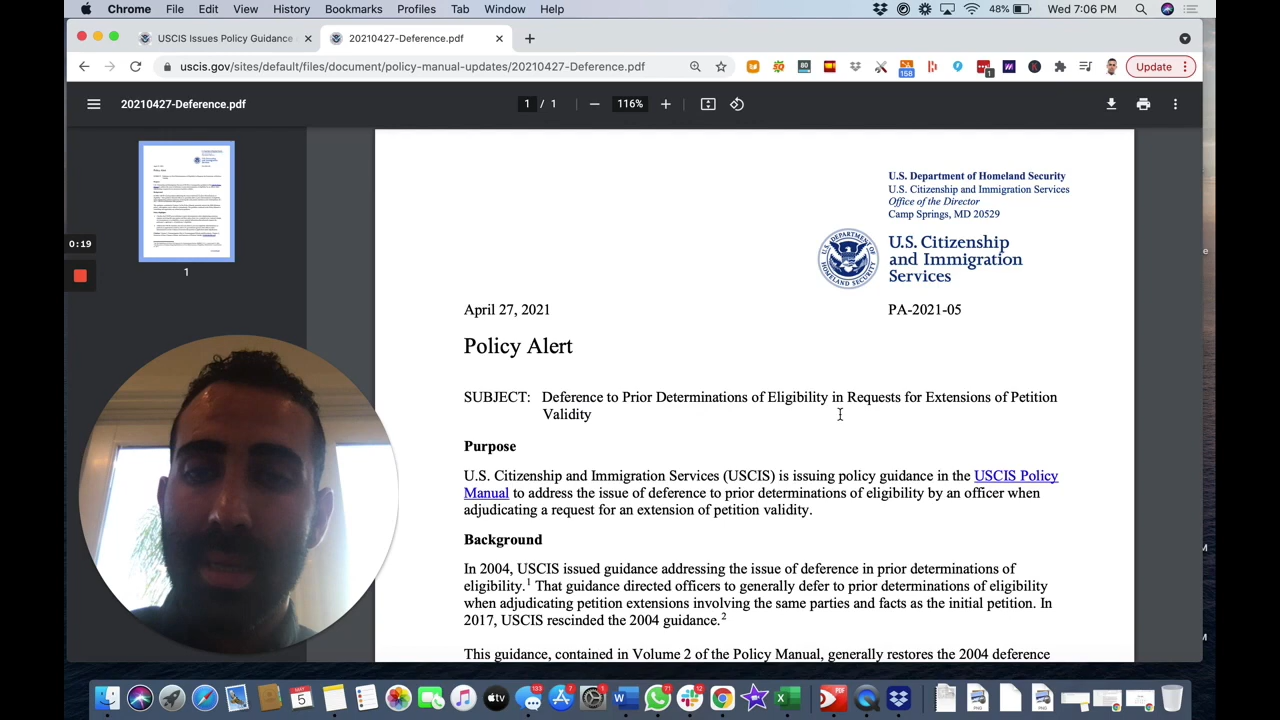 Chrome File Edit View History Bookmarks Profiles Tab Window Help 48% Wed 7:06 PM
USCIS Issues Policy Guidance 20210427-Deference.pdf
uscis.gov/sites/default/files/document/policy-manual-updates/20210427-Deference.pdf 80 158 1 Update
20210427-Deference.pdf 1 / 1 116%
U.S. Department of Homeland Security
U.S. Citizenship and Immigration Services
Office of the Director
Camp Springs, MD 20529
U.S. Citizenship
and Immigration
Services
0:19
1
April 27, 2021 PA-2021-05
Policy Alert
SUBJECT: Deference to Prior Determinations of Eligibility in Requests for Extensions of Petition
Validity
Purpose
U.S. Citizenship and Immigration Services (USCIS) is issuing policy guidance in the USCIS Policy
Manual to address the issue of deference to prior determinations of eligibility by an officer when
adjudicating a request for an extension of petition validity.
Background
In 2004, USCIS issued guidance addressing the issue of deference in prior determinations of
eligibility.1 That guidance directed officers to generally defer to prior determinations of eligibility
when adjudicating petition extensions involving the same parties and facts as the initial petition. In
2017, USCIS rescinded the 2004 guidance.2
This guidance, contained in Volume 2 of the Policy Manual, generally restores the 2004 deference
MAY 133 7 1 W 71 12 PDF